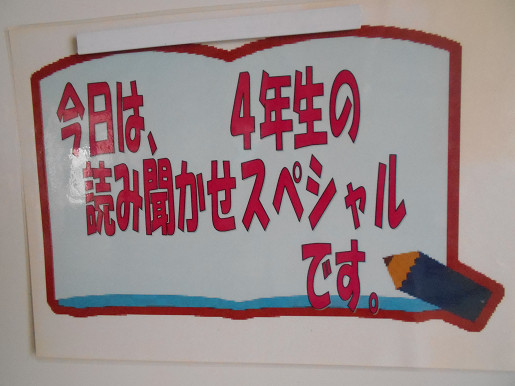 今日は、 4年生の
読み聞かせスペシャル
です。